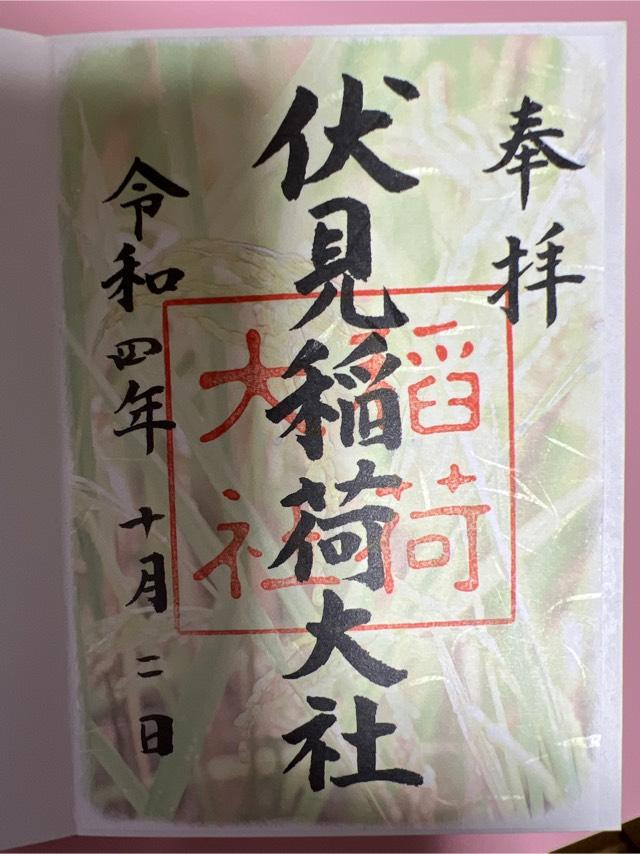 奉拝
伏見稲荷大社
稲荷
大社
令和四年十月二日